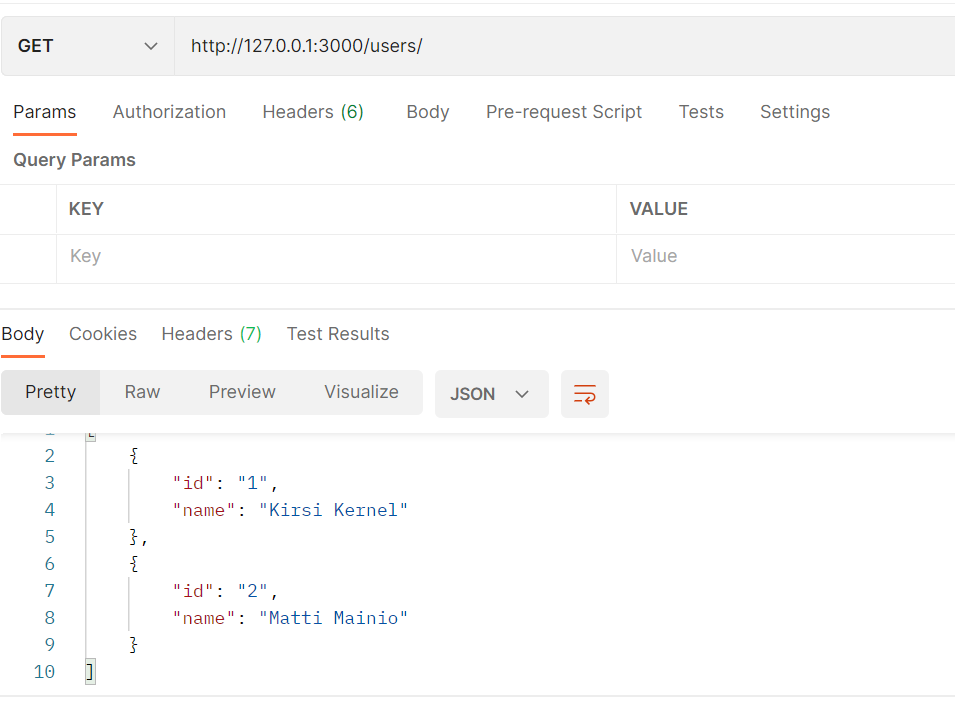 GET http://127.0.0.1:3000/users/
Params Authorization Headers (6) Body Pre-request Script Tests Settings
Query Params
KEY VALUE
Key Value
Body Cookies Headers (7) Test Results
Pretty Raw Preview Visualize JSON
1 [
2 {
3 "id": "1",
4 "name": "Kirsi Kernel"
5 },
6 {
7 "id": "2",
8 "name": "Matti Mainio"
9 }
10 ]